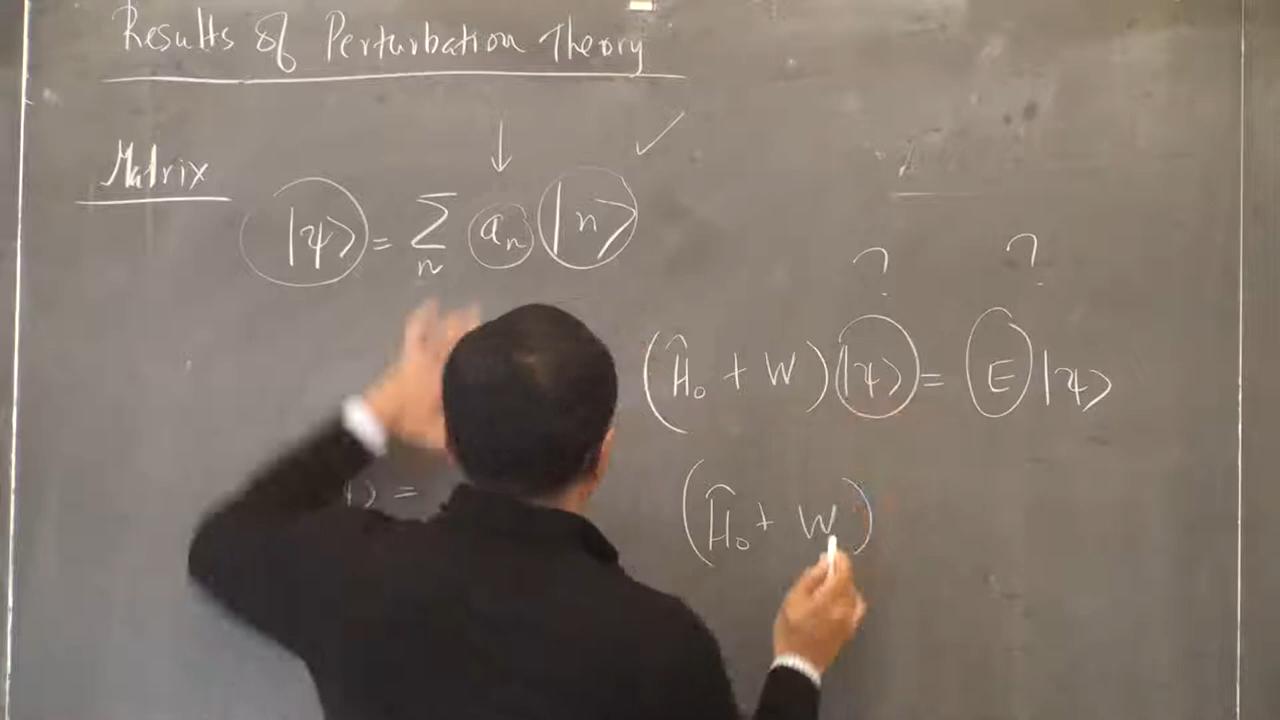 Results of Perturbation Theory
Matrix
|ψ⟩ = Σₙ aₙ |n⟩
? ?
(Ĥ₀ + W)|ψ⟩ = E|ψ⟩
(Ĥ₀ + W)